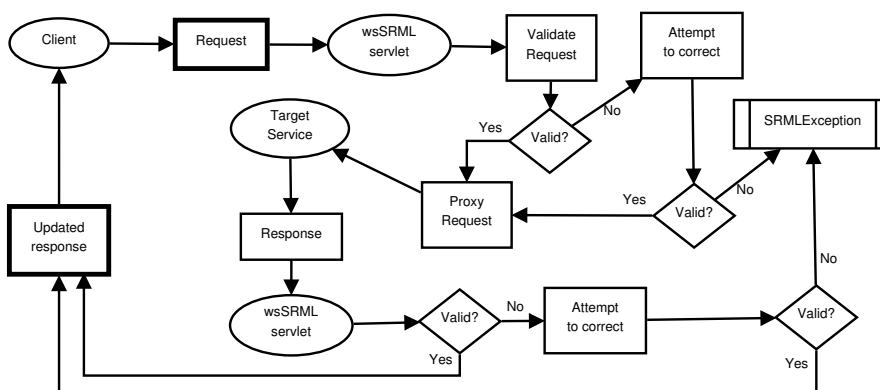 Client
Request
wsSRML
servlet
Validate
Request
Attempt
to correct
No
Valid?
Yes
SRMLException
Target
Service
Proxy
Request
Yes
Valid?
No
Updated
response
Response
wsSRML
servlet
Valid?
No
Yes
Attempt
to correct
Valid?
No
Yes